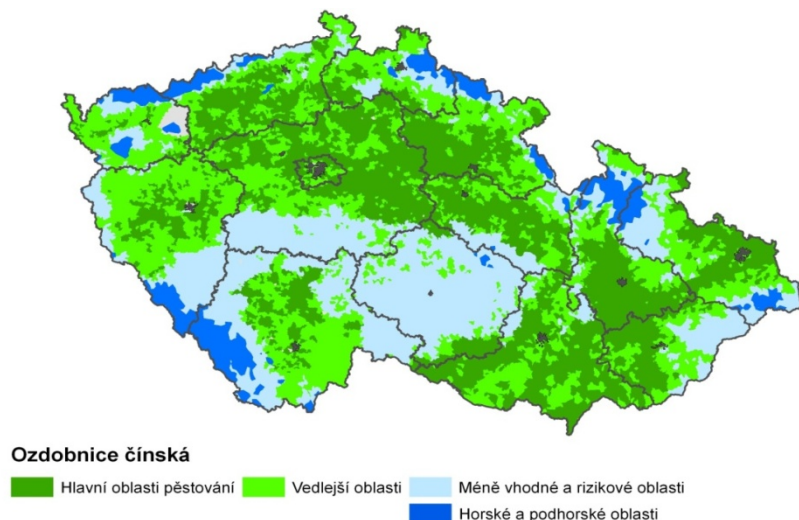 Ozdobnice čínská
Hlavní oblasti pěstování Vedlejší oblasti Méně vhodné a rizikové oblasti
Horské a podhorské oblasti